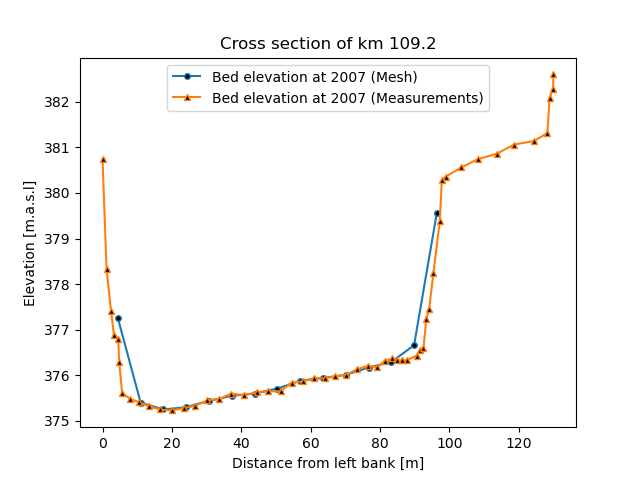 Cross section of km 109.2
Bed elevation at 2007 (Mesh)
Bed elevation at 2007 (Measurements)
Elevation [m.a.s.l]
382
381
380
379
378
377
376
375
0 20 40 60 80 100 120
Distance from left bank [m]